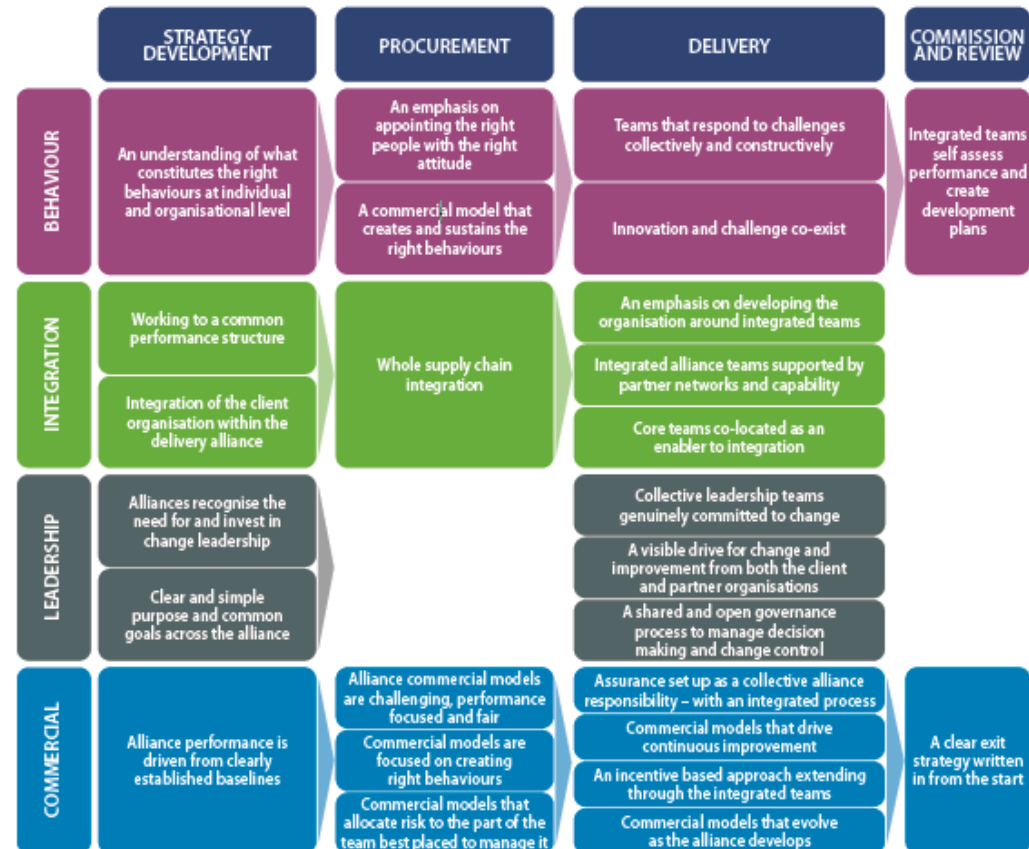 STRATEGY
DEVELOPMENT
PROCUREMENT
DELIVERY
COMMISSION
AND REVIEW
BEHAVIOUR
An understanding of what
constitutes the right
behaviours at individual
and organisational level
An emphasis on
appointing the right
people with the right
attitude
A commercial model that
creates and sustains the
right behaviours
Teams that respond to challenges
collectively and constructively
Innovation and challenge co-exist
Integrated teams
self assess
performance and
create
development
plans
INTEGRATION
Working to a common
performance structure
Integration of the client
organisation within the
delivery alliance
Whole supply chain
integration
An emphasis on developing the
organisation around integrated teams
Integrated alliance teams supported by
partner networks and capability
Core teams co-located as an
enabler to integration
LEADERSHIP
Alliances recognise the
need for and invest in
change leadership
Clear and simple
purpose and common
goals across the alliance
Collective leadership teams
genuinely committed to change
A visible drive for change and
improvement from both the client
and partner organisations
A shared and open governance
process to manage decision
making and change control
COMMERCIAL
Alliance performance is
driven from clearly
established baselines
Alliance commercial models
are challenging, performance
focused and fair
Commercial models are
focused on creating
right behaviours
Commercial models that
allocate risk to the part of the
team best placed to manage it
Assurance set up as a collective alliance
responsibility – with an integrated process
Commercial models that drive
continuous improvement
An incentive based approach extending
through the integrated teams
Commercial models that evolve
as the alliance develops
A clear exit
strategy written
in from the start